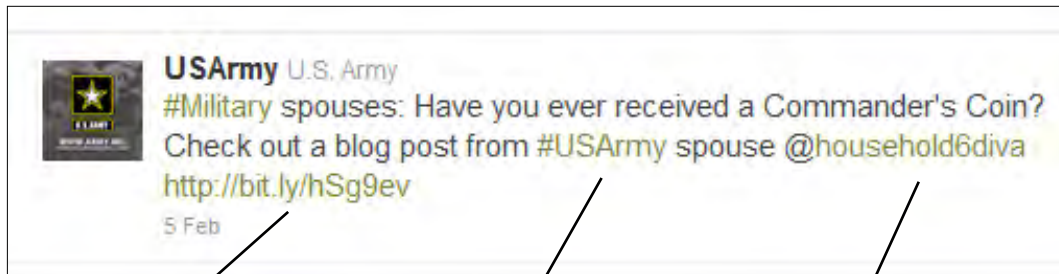 USArmy U.S. Army
#Military spouses: Have you ever received a Commander's Coin?
Check out a blog post from #USArmy spouse @household6diva
http://bit.ly/hSg9ev
5 Feb
U.S.ARMY